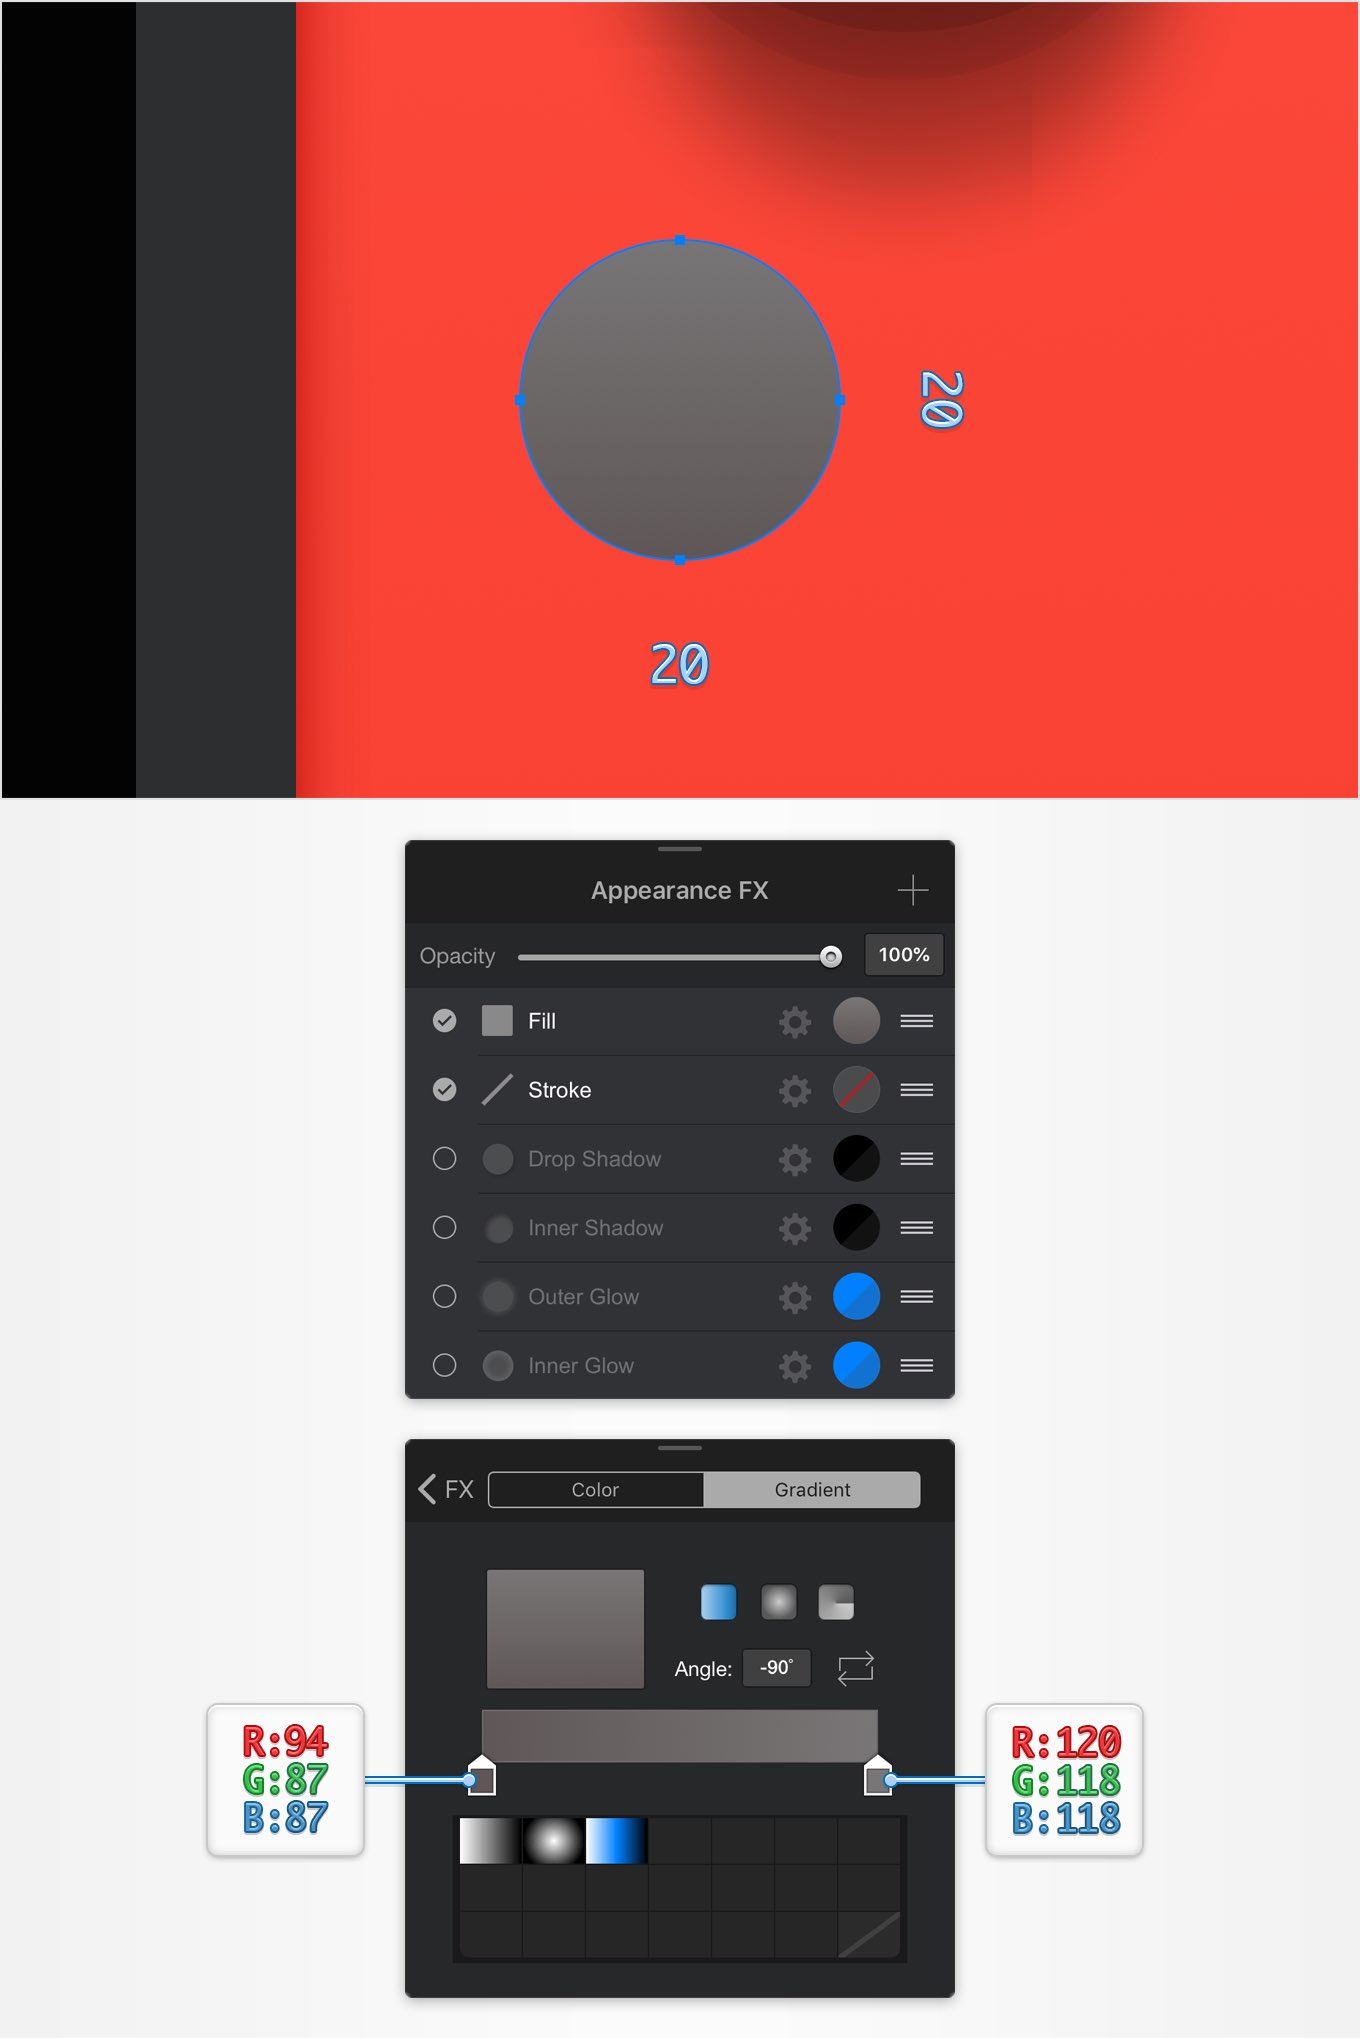 20
20
Appearance FX
Opacity 100%
Fill
Stroke
Drop Shadow
Inner Shadow
Outer Glow
Inner Glow
FX Color Gradient
Angle: -90°
R:94
G:87
B:87
R:120
G:118
B:118